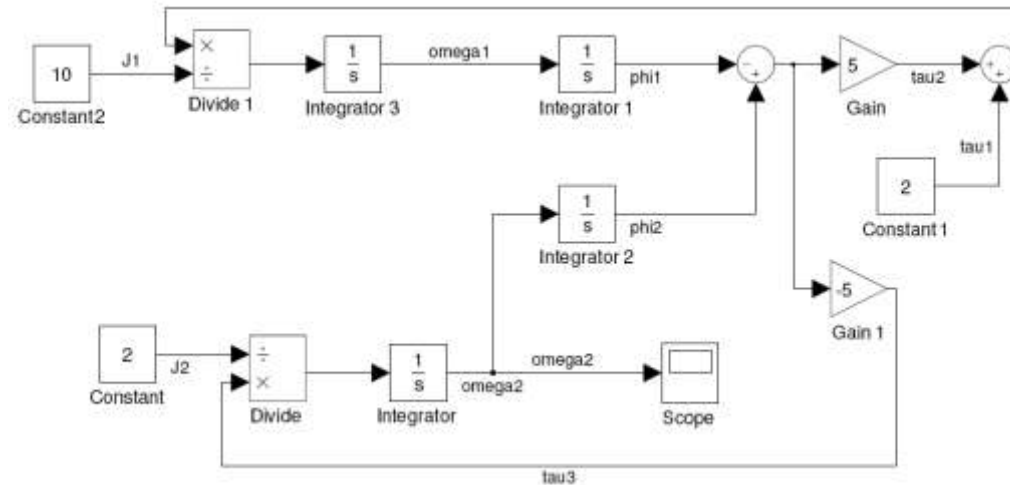 10
Constant2
J1
×
÷
Divide 1
1
s
Integrator 3
omega1
1
s
Integrator 1
phi1
−
+
5
Gain
tau2
+
+
tau1
2
Constant 1
1
s
Integrator 2
phi2
-5
Gain 1
2
Constant
J2
÷
×
Divide
1
s
Integrator
omega2
omega2
Scope
tau3